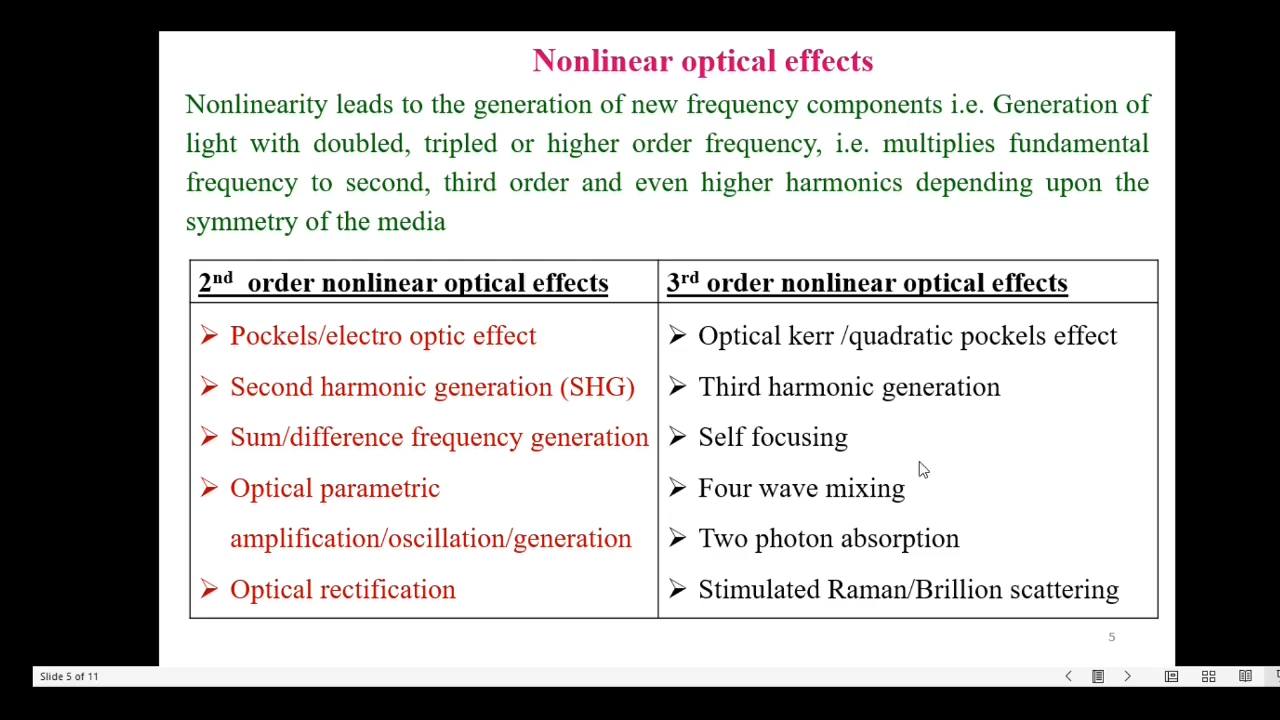 Nonlinear optical effects
Nonlinearity leads to the generation of new frequency components i.e. Generation of
light with doubled, tripled or higher order frequency, i.e. multiplies fundamental
frequency to second, third order and even higher harmonics depending upon the
symmetry of the media
2nd order nonlinear optical effects
➢ Pockels/electro optic effect
➢ Second harmonic generation (SHG)
➢ Sum/difference frequency generation
➢ Optical parametric
amplification/oscillation/generation
➢ Optical rectification
3rd order nonlinear optical effects
➢ Optical kerr /quadratic pockels effect
➢ Third harmonic generation
➢ Self focusing
➢ Four wave mixing
➢ Two photon absorption
➢ Stimulated Raman/Brillion scattering
5
Slide 5 of 11